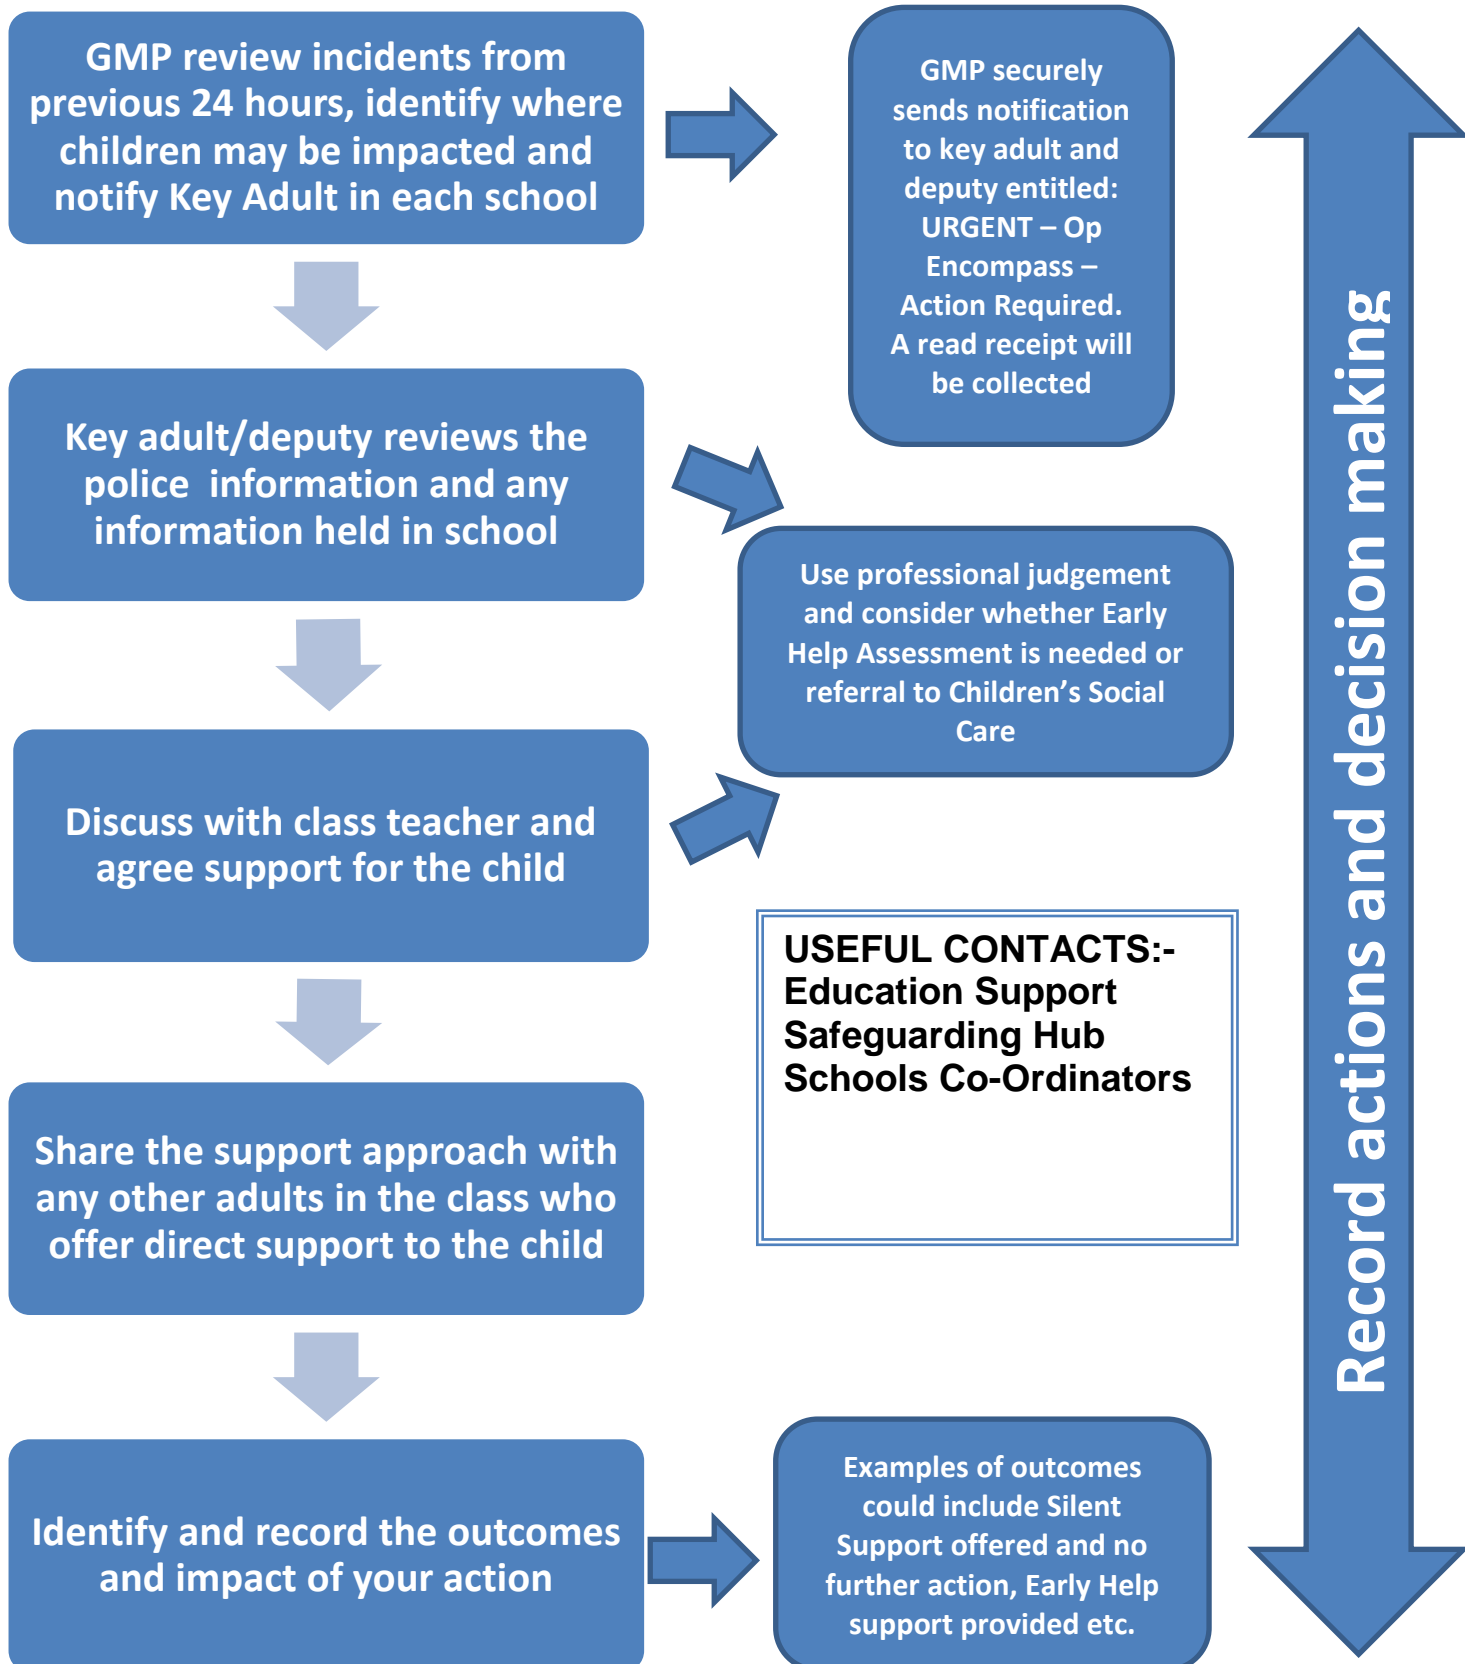 GMP review incidents from
previous 24 hours, identify where
children may be impacted and
notify Key Adult in each school
GMP securely
sends notification
to key adult and
deputy entitled:
URGENT – Op
Encompass –
Action Required.
A read receipt will
be collected
Key adult/deputy reviews the
police information and any
information held in school
Use professional judgement
and consider whether Early
Help Assessment is needed or
referral to Children’s Social
Care
Discuss with class teacher and
agree support for the child
USEFUL CONTACTS:-
Education Support
Safeguarding Hub
Schools Co-Ordinators
Share the support approach with
any other adults in the class who
offer direct support to the child
Identify and record the outcomes
and impact of your action
Examples of outcomes
could include Silent
Support offered and no
further action, Early Help
support provided etc.
Record actions and decision making